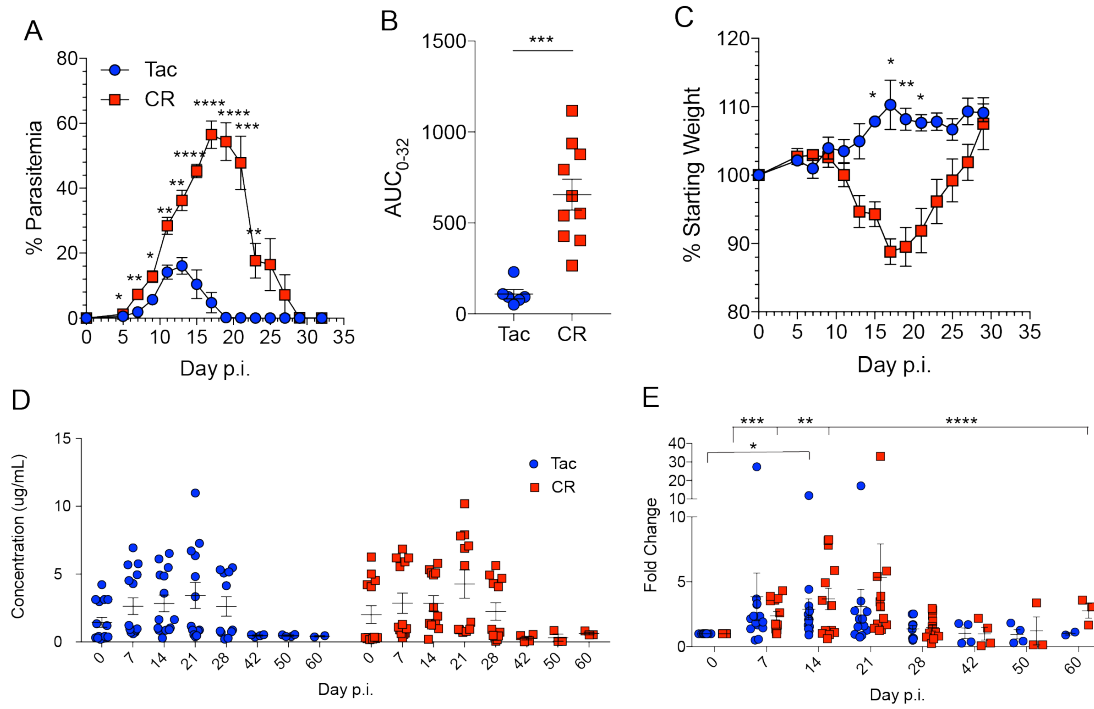 A
80
60
40
20
0
% Parasitemia
Tac
CR
*
**
*
**
**
****
****
****
***
**
0 5 10 15 20 25 30 35
Day p.i.
B
1500
1000
500
0
AUC0-32
***
Tac CR
C
120
110
100
90
80
% Starting Weight
*
*
**
*
0 5 10 15 20 25 30 35
Day p.i.
D
15
10
5
0
Concentration (ug/mL)
Tac
CR
0 7 14 21 28 42 50 60 0 7 14 21 28 42 50 60
Day p.i.
E
*** ** ****
*
40
30
20
10
10
5
0
Fold Change
0 7 14 21 28 42 50 60
Day p.i.